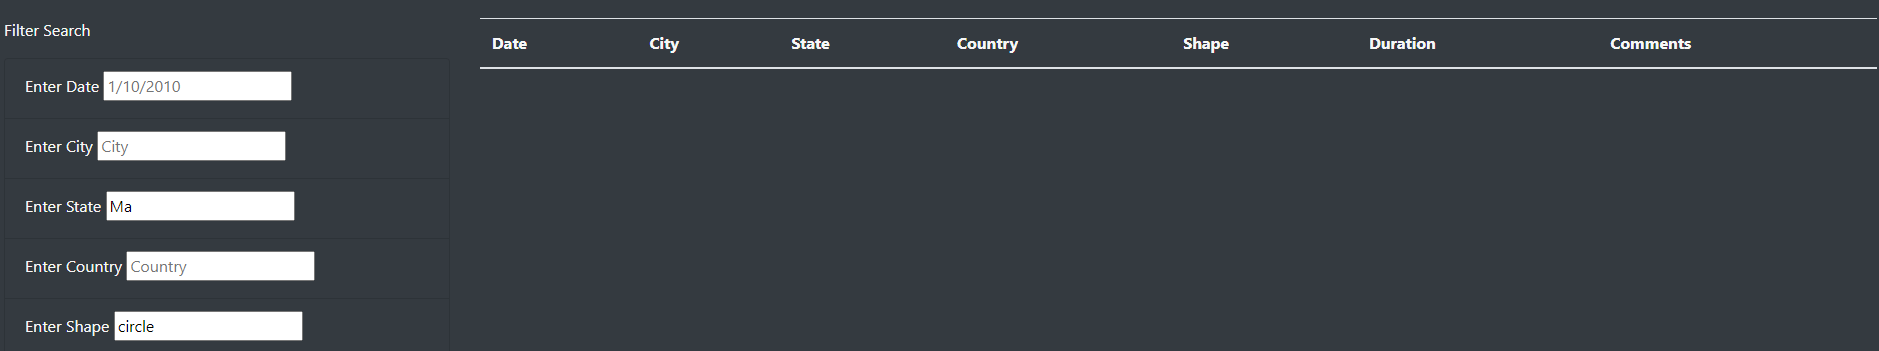 Filter Search
Enter Date 1/10/2010
Enter City City
Enter State Ma
Enter Country Country
Enter Shape circle
Date City State Country Shape Duration Comments